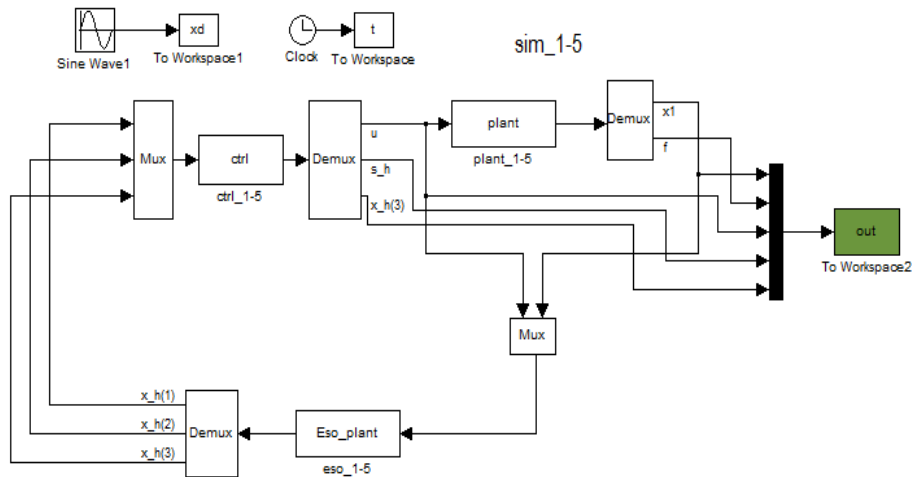 xd
Sine Wave1
To Workspace1
t
Clock
To Workspace
sim_1-5
Mux
ctrl
ctrl_1-5
Demux
u
s_h
x_h(3)
plant
plant_1-5
Demux
x1
f
out
To Workspace2
Mux
x_h(1)
x_h(2)
x_h(3)
Demux
Eso_plant
eso_1-5